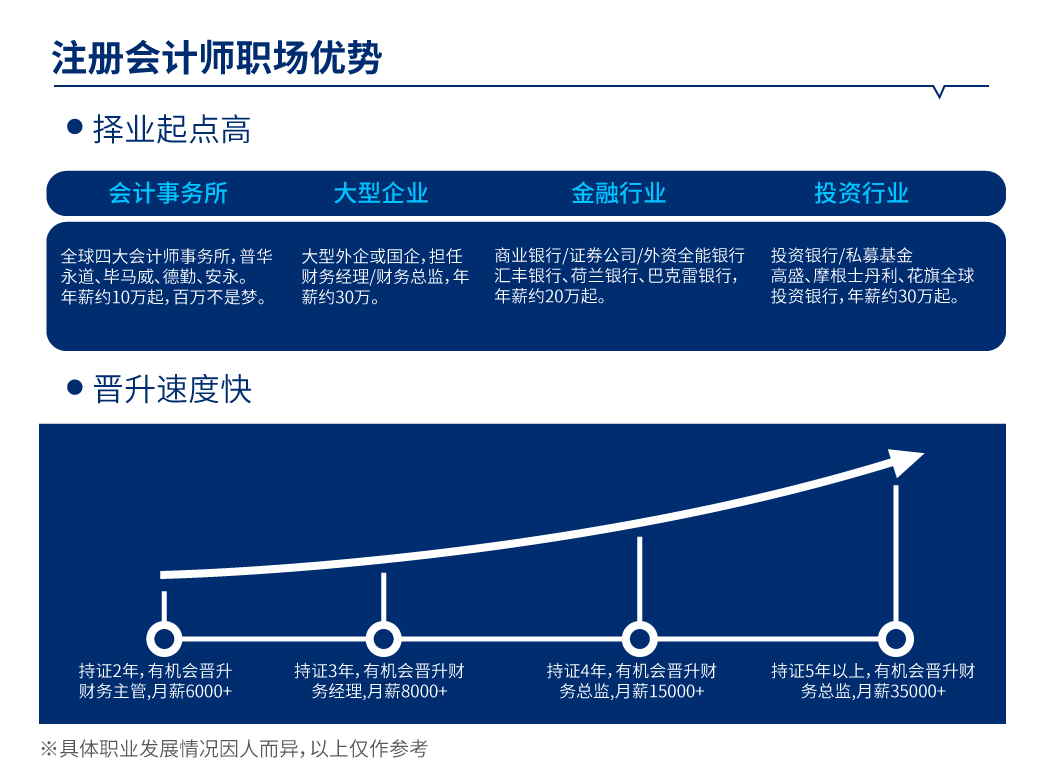 注册会计师职场优势
择业起点高
会计事务所
大型企业
金融行业
投资行业
全球四大会计师事务所，普华
永道、毕马威、德勤、安永。
年薪约10万起，百万不是梦。
大型外企或国企，担任
财务经理/财务总监，年
薪约30万。
商业银行/证券公司/外资全能银行
汇丰银行、荷兰银行、巴克雷银行，
年薪约20万起。
投资银行/私募基金
高盛、摩根士丹利、花旗全球
投资银行，年薪约30万起。
晋升速度快
持证2年，有机会晋升
财务主管,月薪6000+
持证3年，有机会晋升财
务经理,月薪8000+
持证4年，有机会晋升财
务总监,月薪15000+
持证5年以上，有机会晋升财
务总监,月薪35000+
※具体职业发展情况因人而异，以上仅作参考